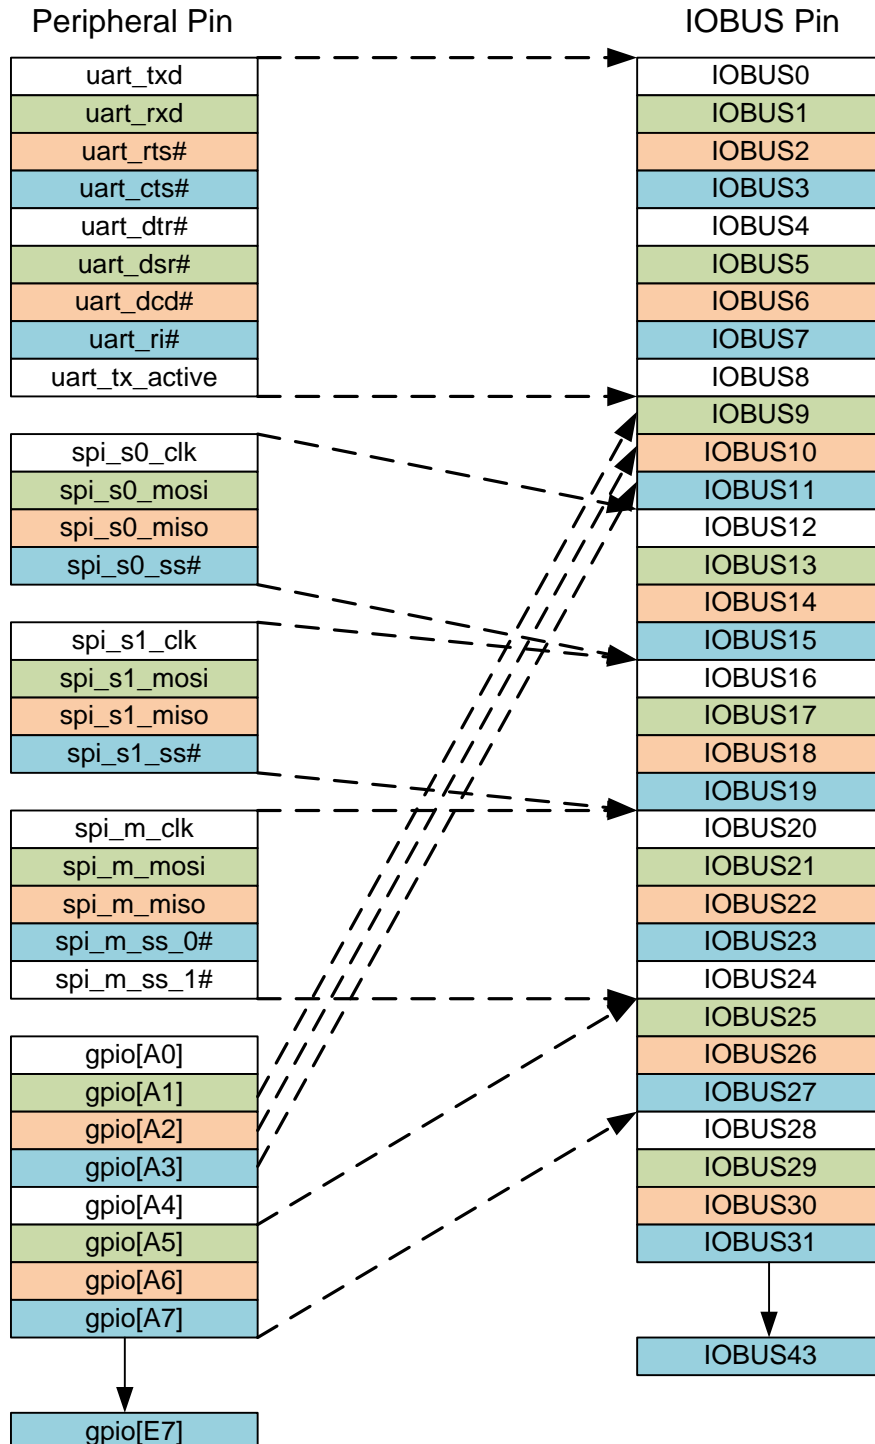 Peripheral Pin
uart_txd
uart_rxd
uart_rts#
uart_cts#
uart_dtr#
uart_dsr#
uart_dcd#
uart_ri#
uart_tx_active
spi_s0_clk
spi_s0_mosi
spi_s0_miso
spi_s0_ss#
spi_s1_clk
spi_s1_mosi
spi_s1_miso
spi_s1_ss#
spi_m_clk
spi_m_mosi
spi_m_miso
spi_m_ss_0#
spi_m_ss_1#
gpio[A0]
gpio[A1]
gpio[A2]
gpio[A3]
gpio[A4]
gpio[A5]
gpio[A6]
gpio[A7]
gpio[E7]
IOBUS Pin
IOBUS0
IOBUS1
IOBUS2
IOBUS3
IOBUS4
IOBUS5
IOBUS6
IOBUS7
IOBUS8
IOBUS9
IOBUS10
IOBUS11
IOBUS12
IOBUS13
IOBUS14
IOBUS15
IOBUS16
IOBUS17
IOBUS18
IOBUS19
IOBUS20
IOBUS21
IOBUS22
IOBUS23
IOBUS24
IOBUS25
IOBUS26
IOBUS27
IOBUS28
IOBUS29
IOBUS30
IOBUS31
IOBUS43